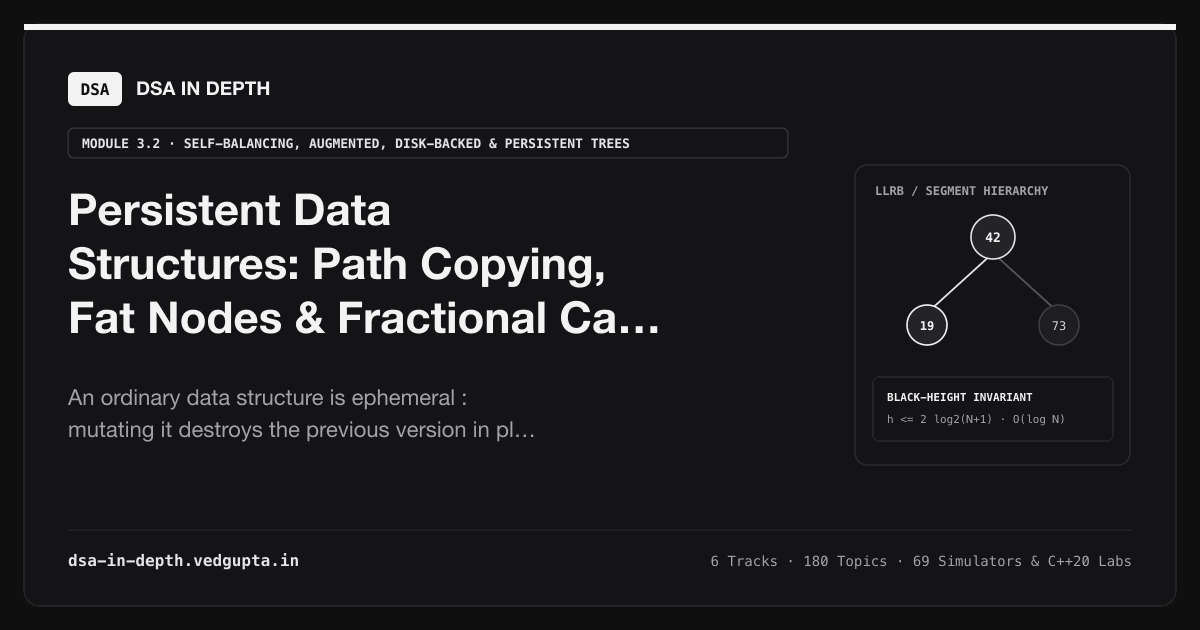 DSA
DSA IN DEPTH
MODULE 3.2 · SELF-BALANCING, AUGMENTED, DISK-BACKED & PERSISTENT TREES
Persistent Data
Structures: Path Copying,
Fat Nodes & Fractional Ca...
An ordinary data structure is ephemeral :
mutating it destroys the previous version in pl...
LLRB / SEGMENT HIERARCHY
42
19
73
BLACK-HEIGHT INVARIANT
h <= 2 log2(N+1) · O(log N)
dsa-in-depth.vedgupta.in
6 Tracks · 180 Topics · 69 Simulators & C++20 Labs